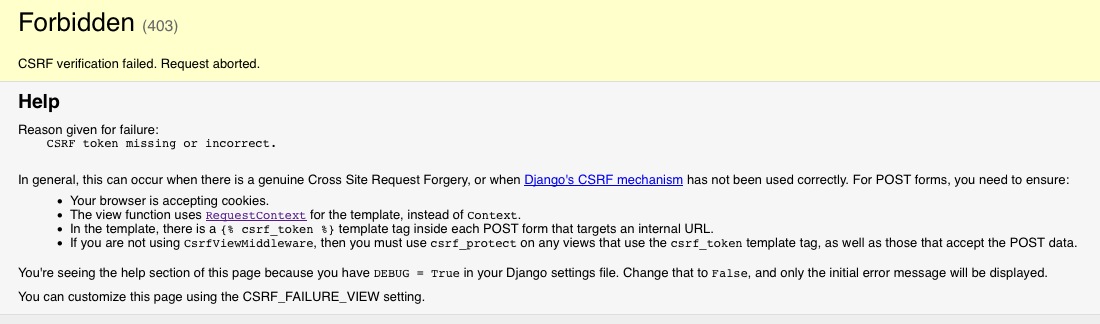 Forbidden (403)
CSRF verification failed. Request aborted.
Help
Reason given for failure:
CSRF token missing or incorrect.
In general, this can occur when there is a genuine Cross Site Request Forgery, or when Django's CSRF mechanism has not been used correctly. For POST forms, you need to ensure:
• Your browser is accepting cookies.
• The view function uses RequestContext for the template, instead of Context.
• In the template, there is a {% csrf_token %} template tag inside each POST form that targets an internal URL.
• If you are not using CsrfViewMiddleware, then you must use csrf_protect on any views that use the csrf_token template tag, as well as those that accept the POST data.
You're seeing the help section of this page because you have DEBUG = True in your Django settings file. Change that to False, and only the initial error message will be displayed.
You can customize this page using the CSRF_FAILURE_VIEW setting.